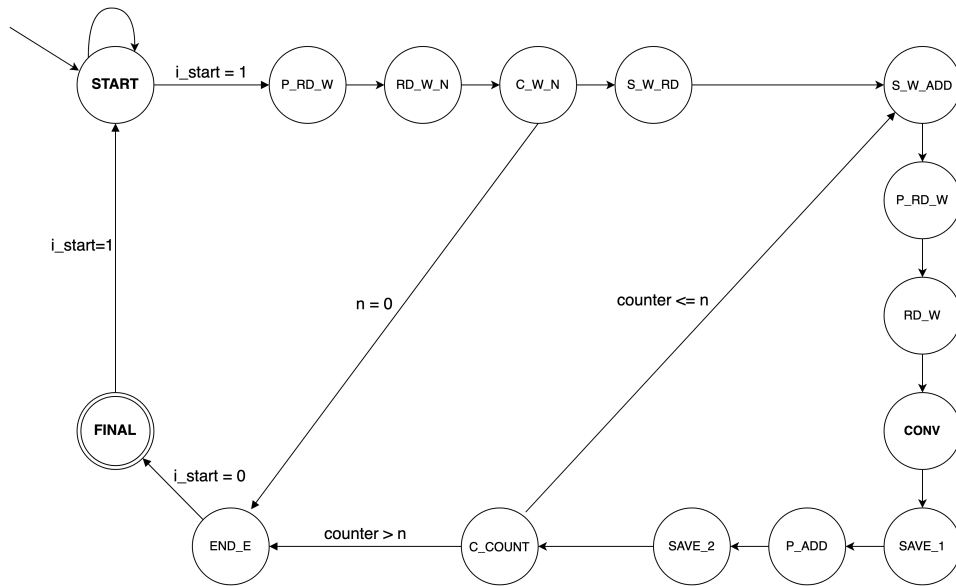 START
i_start = 1
P_RD_W
RD_W_N
C_W_N
S_W_RD
S_W_ADD
P_RD_W
i_start=1
n = 0
counter <= n
RD_W
FINAL
CONV
i_start = 0
END_E
counter > n
C_COUNT
SAVE_2
P_ADD
SAVE_1